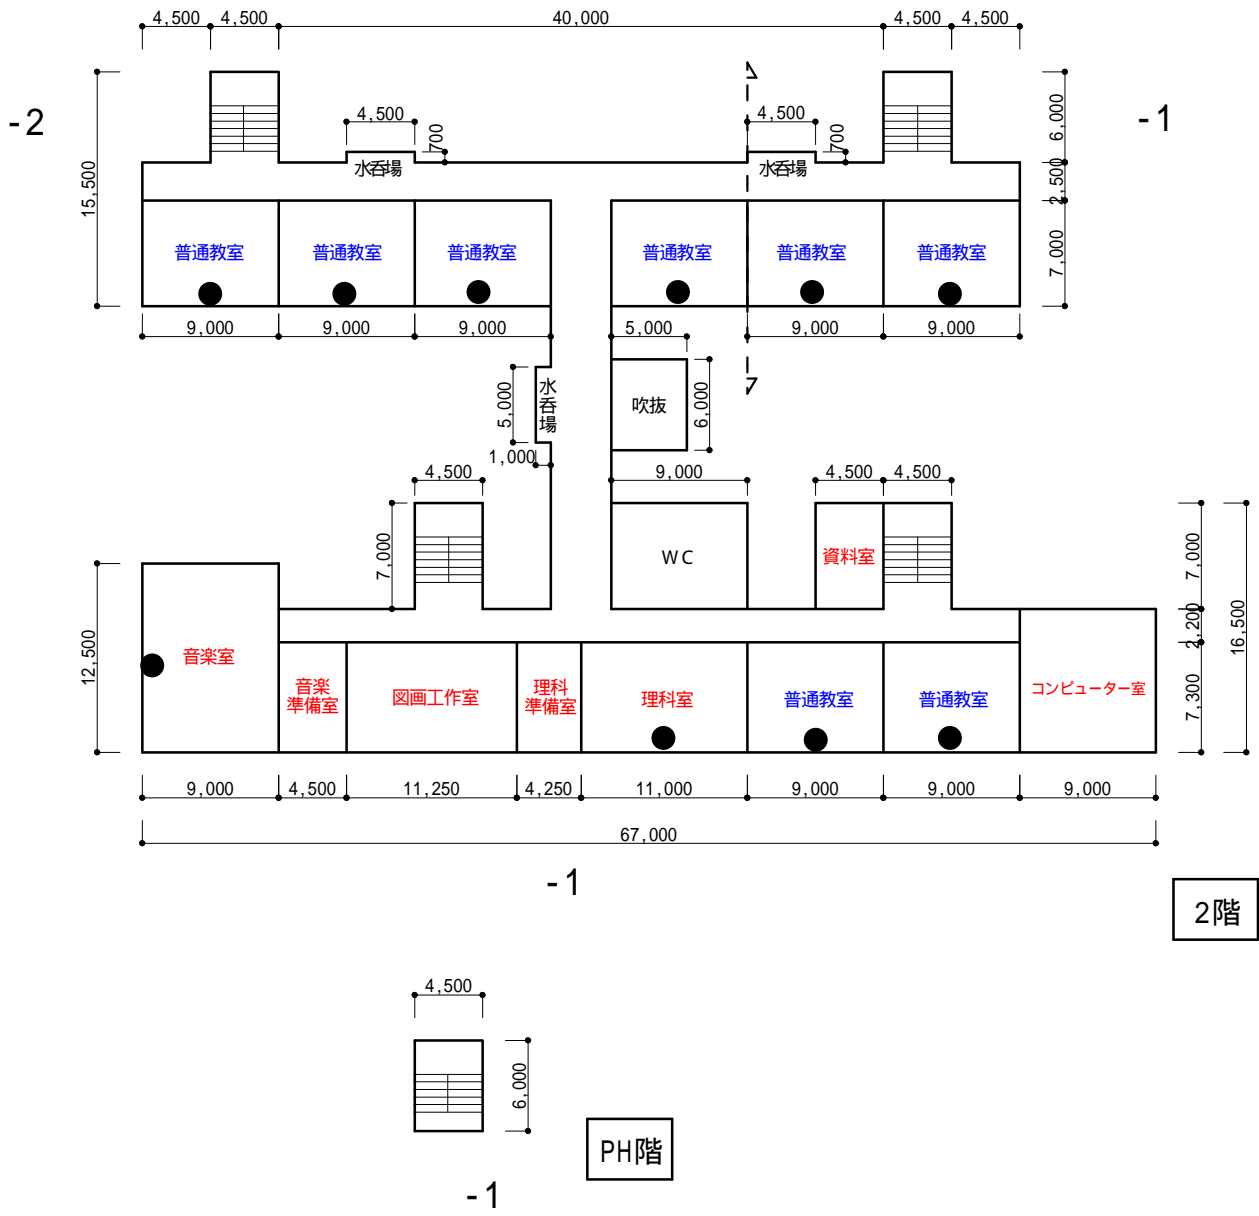 4,500 4,500 40,000 4,500 4,500
-2
-1
4,500 700
4,500 700
6,000
水呑場
水呑場
15,500
2,500
普通教室 普通教室 普通教室 普通教室 普通教室 普通教室
7,000
9,000 9,000 9,000 5,000 9,000 9,000
5,000
水呑場
吹抜
6,000
1,000
4,500 9,000 4,500 4,500
7,000
WC
資料室
7,000
12,500
2,200
16,500
音楽室
音楽
準備室
図画工作室
理科
準備室
理科室
普通教室
普通教室
コンピューター室
7,300
9,000 4,500 11,250 4,250 11,000 9,000 9,000 9,000
67,000
-1
2階
4,500
6,000
PH階
-1